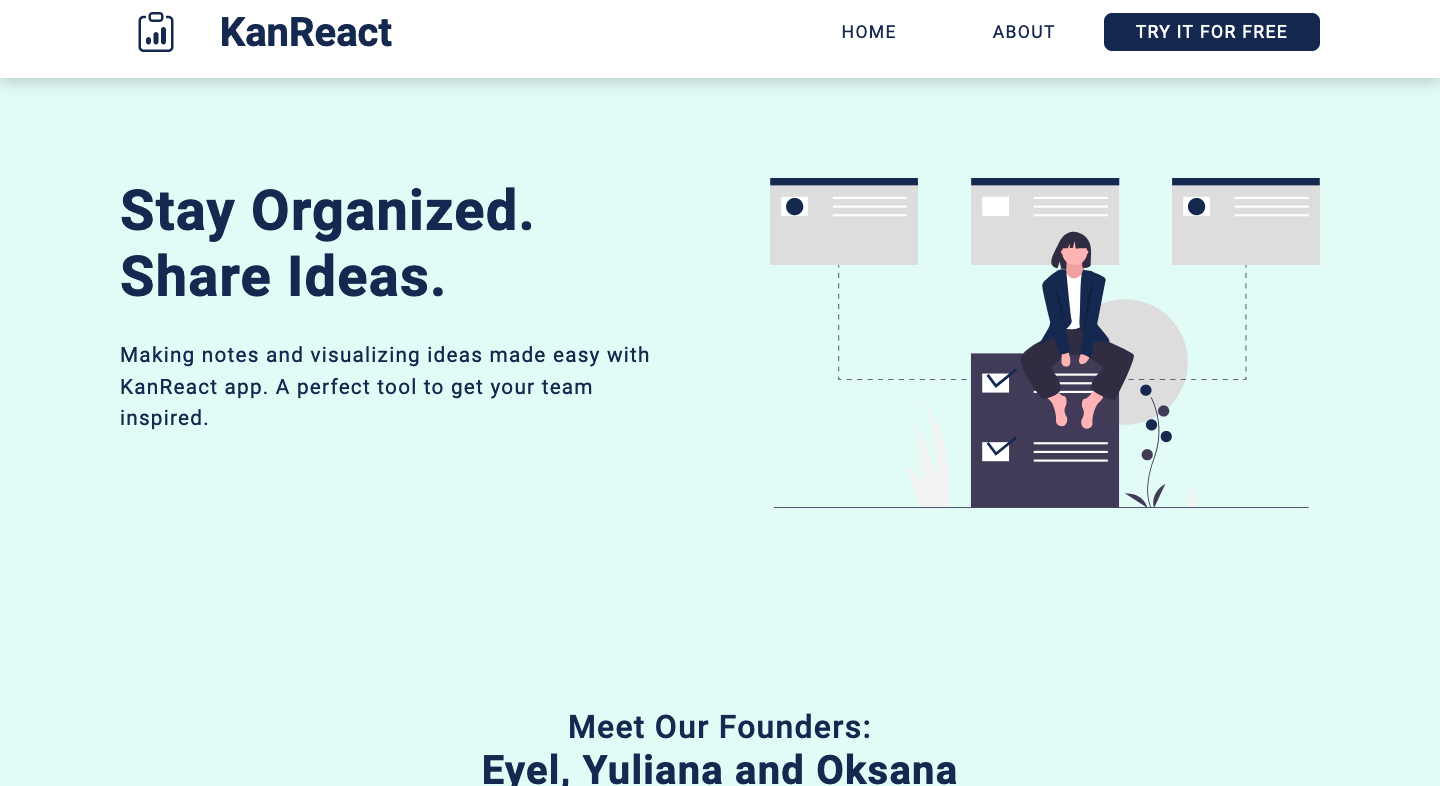 KanReact
HOME
ABOUT
TRY IT FOR FREE
Stay Organized.
Share Ideas.
Making notes and visualizing ideas made easy with
KanReact app. A perfect tool to get your team
inspired.
Meet Our Founders:
Eyel, Yuliana and Oksana